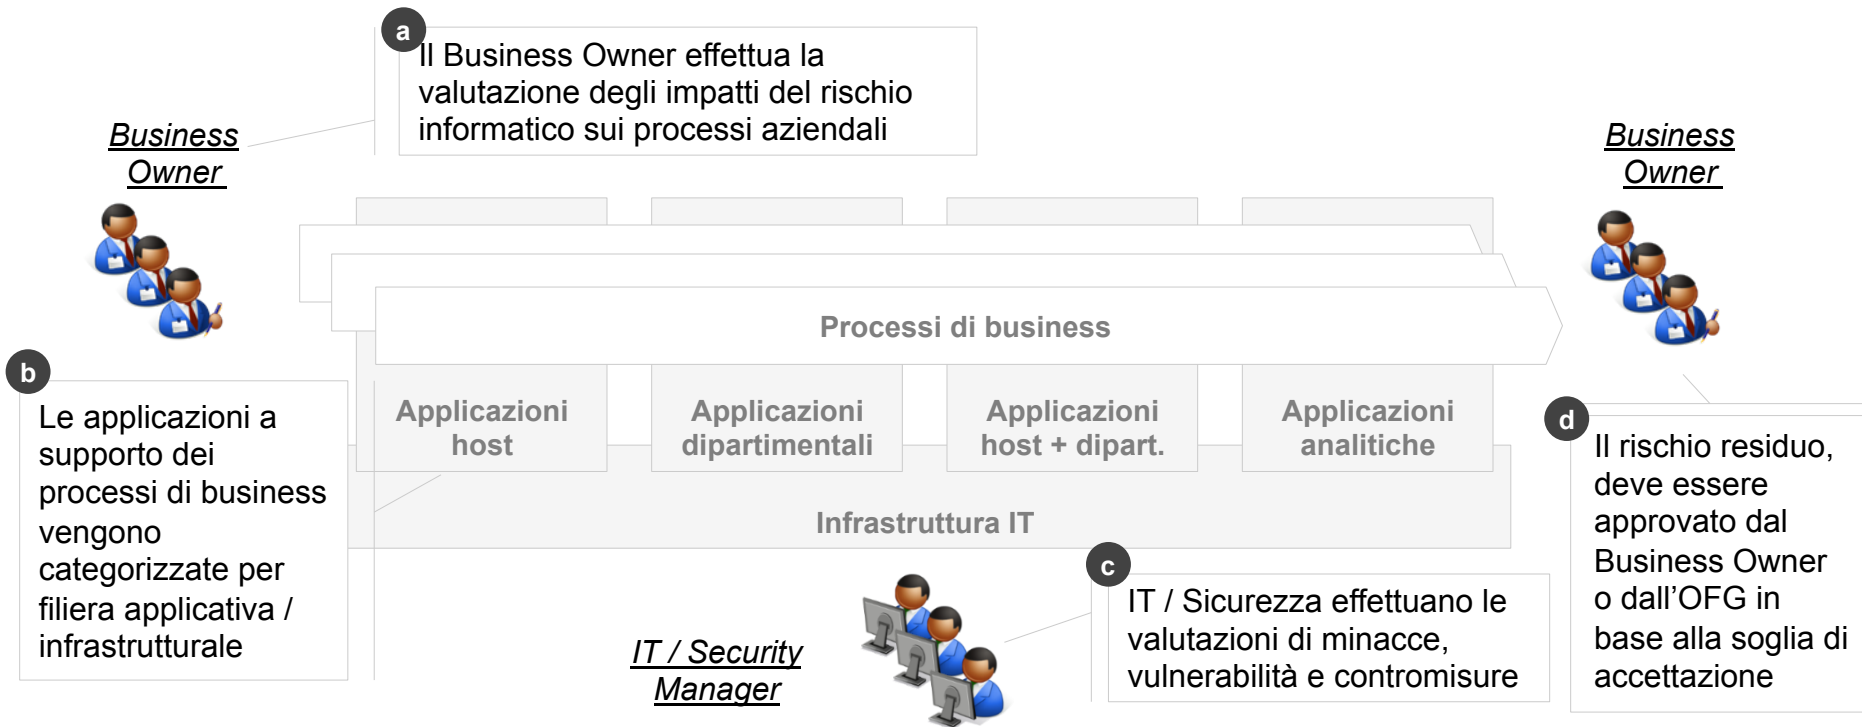 a
Il Business Owner effettua la
valutazione degli impatti del rischio
informatico sui processi aziendali
Business
Owner
Business
Owner
Processi di business
b
Le applicazioni a
supporto dei
processi di business
vengono
categorizzate per
filiera applicativa /
infrastrutturale
Applicazioni
host
Applicazioni
dipartimentali
Applicazioni
host + dipart.
Applicazioni
analitiche
Infrastruttura IT
d
Il rischio residuo,
deve essere
approvato dal
Business Owner
o dall’OFG in
base alla soglia di
accettazione
c
IT / Sicurezza effettuano le
valutazioni di minacce,
vulnerabilità e contromisure
IT / Security
Manager